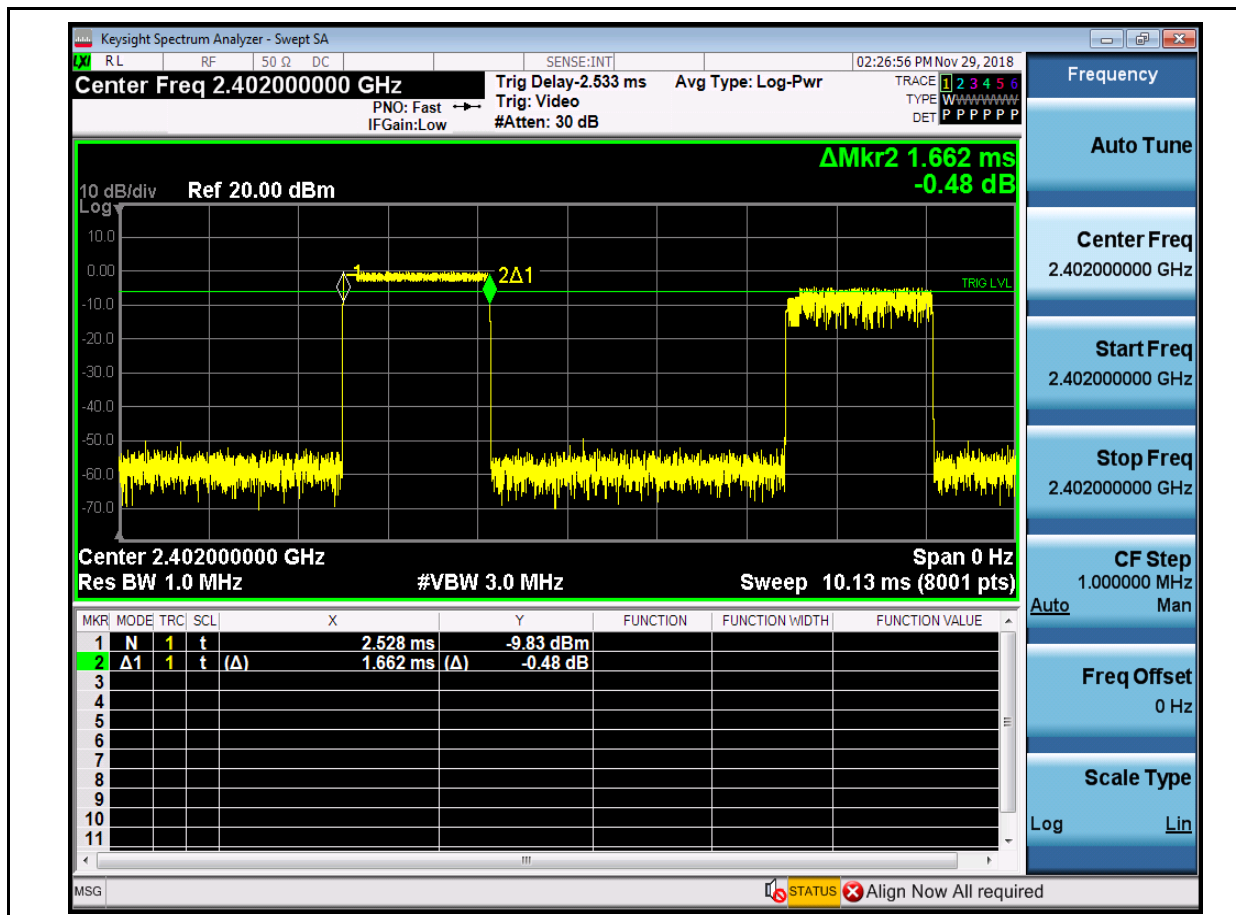 Keysight Spectrum Analyzer - Swept SA
LXI RL RF 50 Ω DC SENSE:INT 02:26:56 PM Nov 29, 2018
Center Freq 2.402000000 GHz
PNO: Fast
IFGain:Low
Trig Delay-2.533 ms
Trig: Video
#Atten: 30 dB
Avg Type: Log-Pwr
TRACE 1 2 3 4 5 6
TYPE WWWWWW
DET P P P P P P
ΔMkr2 1.662 ms
-0.48 dB
10 dB/div Ref 20.00 dBm
Log
10.0
0.00
-10.0
-20.0
-30.0
-40.0
-50.0
-60.0
-70.0
1
2Δ1
TRIG LVL
Center 2.402000000 GHz Span 0 Hz
Res BW 1.0 MHz #VBW 3.0 MHz Sweep 10.13 ms (8001 pts)
MKR MODE TRC SCL X Y FUNCTION FUNCTION WIDTH FUNCTION VALUE
1 N 1 t 2.528 ms -9.83 dBm
2 Δ1 1 t (Δ) 1.662 ms (Δ) -0.48 dB
3
4
5
6
7
8
9
10
11
MSG STATUS Align Now All required
Frequency
Auto Tune
Center Freq
2.402000000 GHz
Start Freq
2.402000000 GHz
Stop Freq
2.402000000 GHz
CF Step
1.000000 MHz
Auto Man
Freq Offset
0 Hz
Scale Type
Log Lin